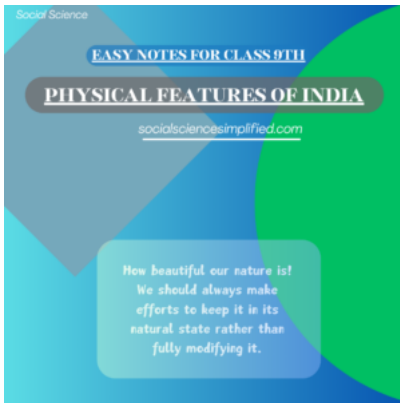 Social Science
EASY NOTES FOR CLASS 9TH
PHYSICAL FEATURES OF INDIA
socialsciencesimplified.com
How beautiful our nature is!
We should always make
efforts to keep it in its
natural state rather than
fully modifying it.